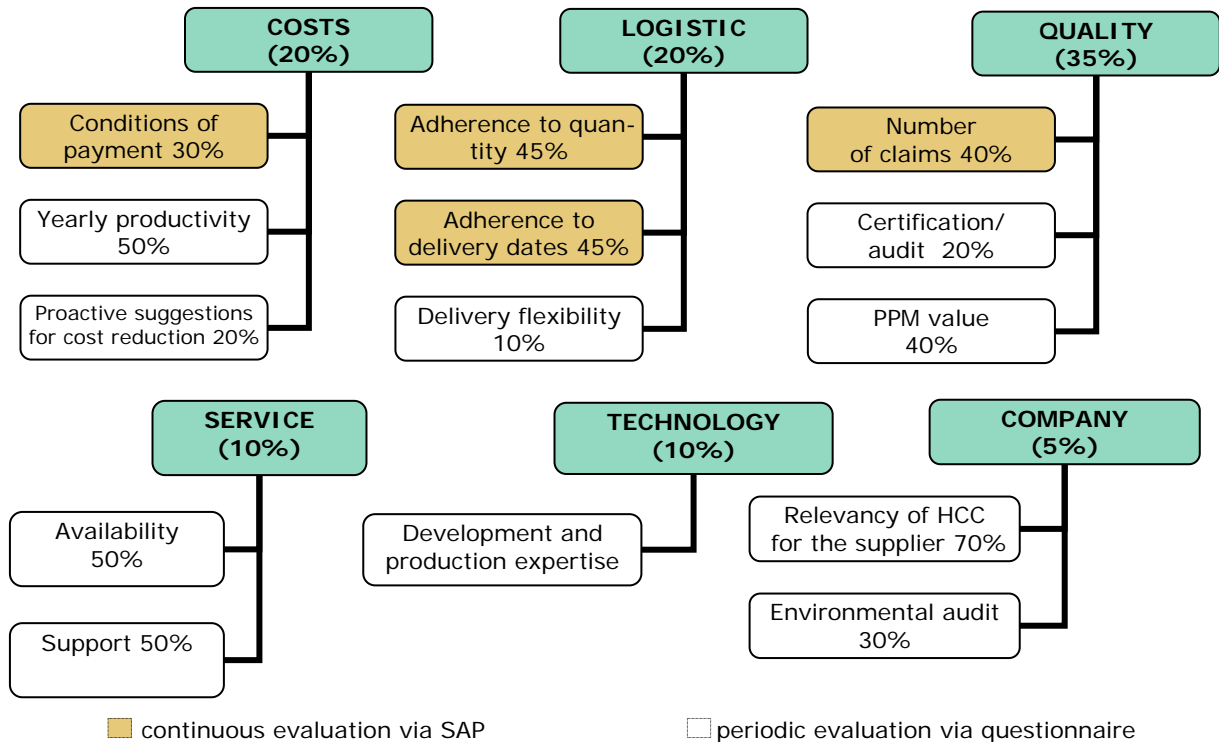 COSTS
(20%)
Conditions of
payment 30%
Yearly productivity
50%
Proactive suggestions
for cost reduction 20%
LOGISTIC
(20%)
Adherence to quan-
tity 45%
Adherence to
delivery dates 45%
Delivery flexibility
10%
QUALITY
(35%)
Number
of claims 40%
Certification/
audit 20%
PPM value
40%
SERVICE
(10%)
Availability
50%
Support 50%
TECHNOLOGY
(10%)
Development and
production expertise
COMPANY
(5%)
Relevancy of HCC
for the supplier 70%
Environmental audit
30%
continuous evaluation via SAP
periodic evaluation via questionnaire